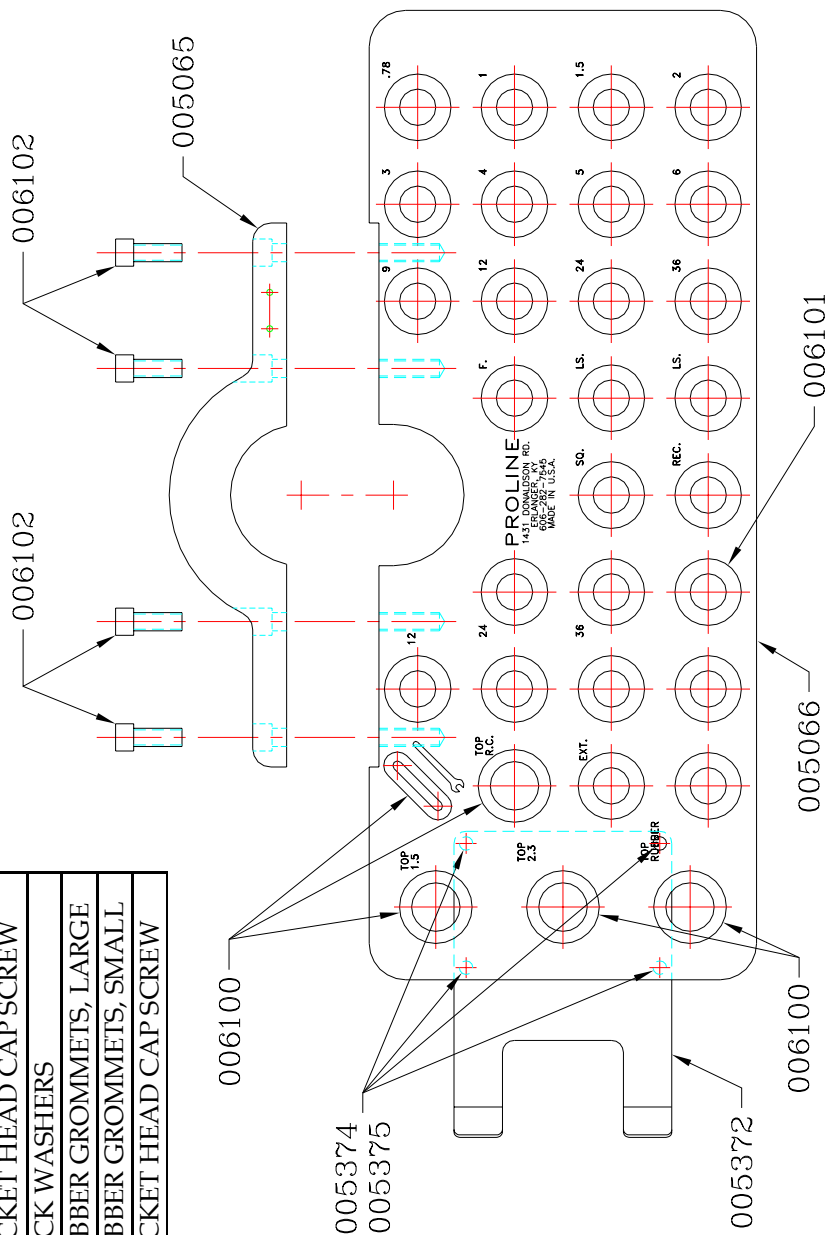 CKET HEAD CAP SCREW
CK WASHERS
BBER GROMMETS, LARGE
BBER GROMMETS, SMALL
CKET HEAD CAP SCREW
006102
006102
005065
006100
005374
005375
12
9
3
.78
TOP
1.5
TOP
R.C.
24
F.
12
4
1
PROLINE
1431 DONALDSON RD.
ERLANGER, KY
606-282-7645
MADE IN U.S.A.
TOP
2.3
EXT.
36
SQ.
LS.
24
5
1.5
TOP
RUBBER
REC.
LS.
36
6
2
005372
006100
005066
006101